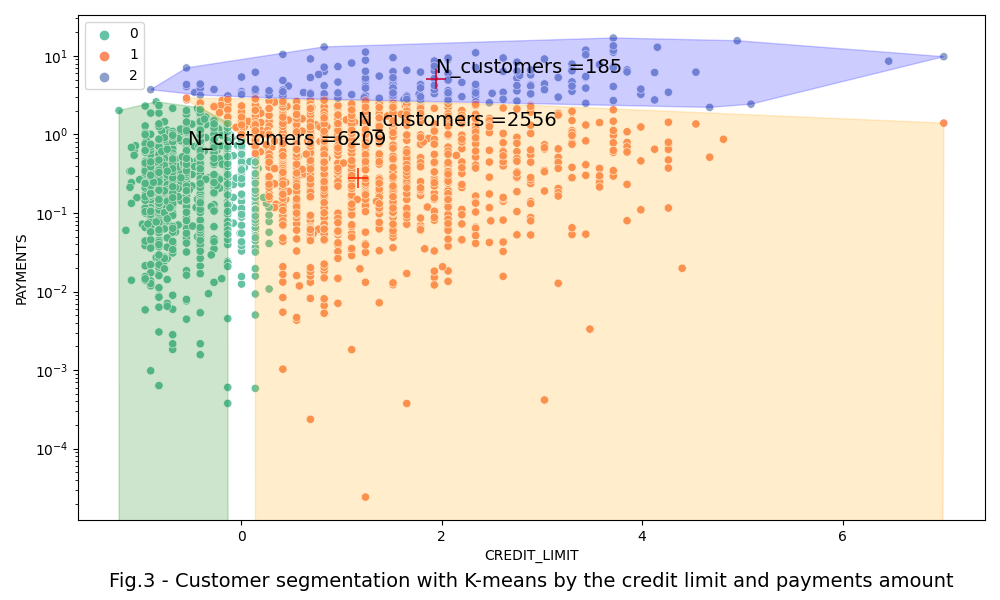 0
1
2
N_customers =185
N_customers =2556
N_customers =6209
10¹
10⁰
10⁻¹
10⁻²
10⁻³
10⁻⁴
PAYMENTS
0 2 4 6
CREDIT_LIMIT
Fig.3 - Customer segmentation with K-means by the credit limit and payments amount